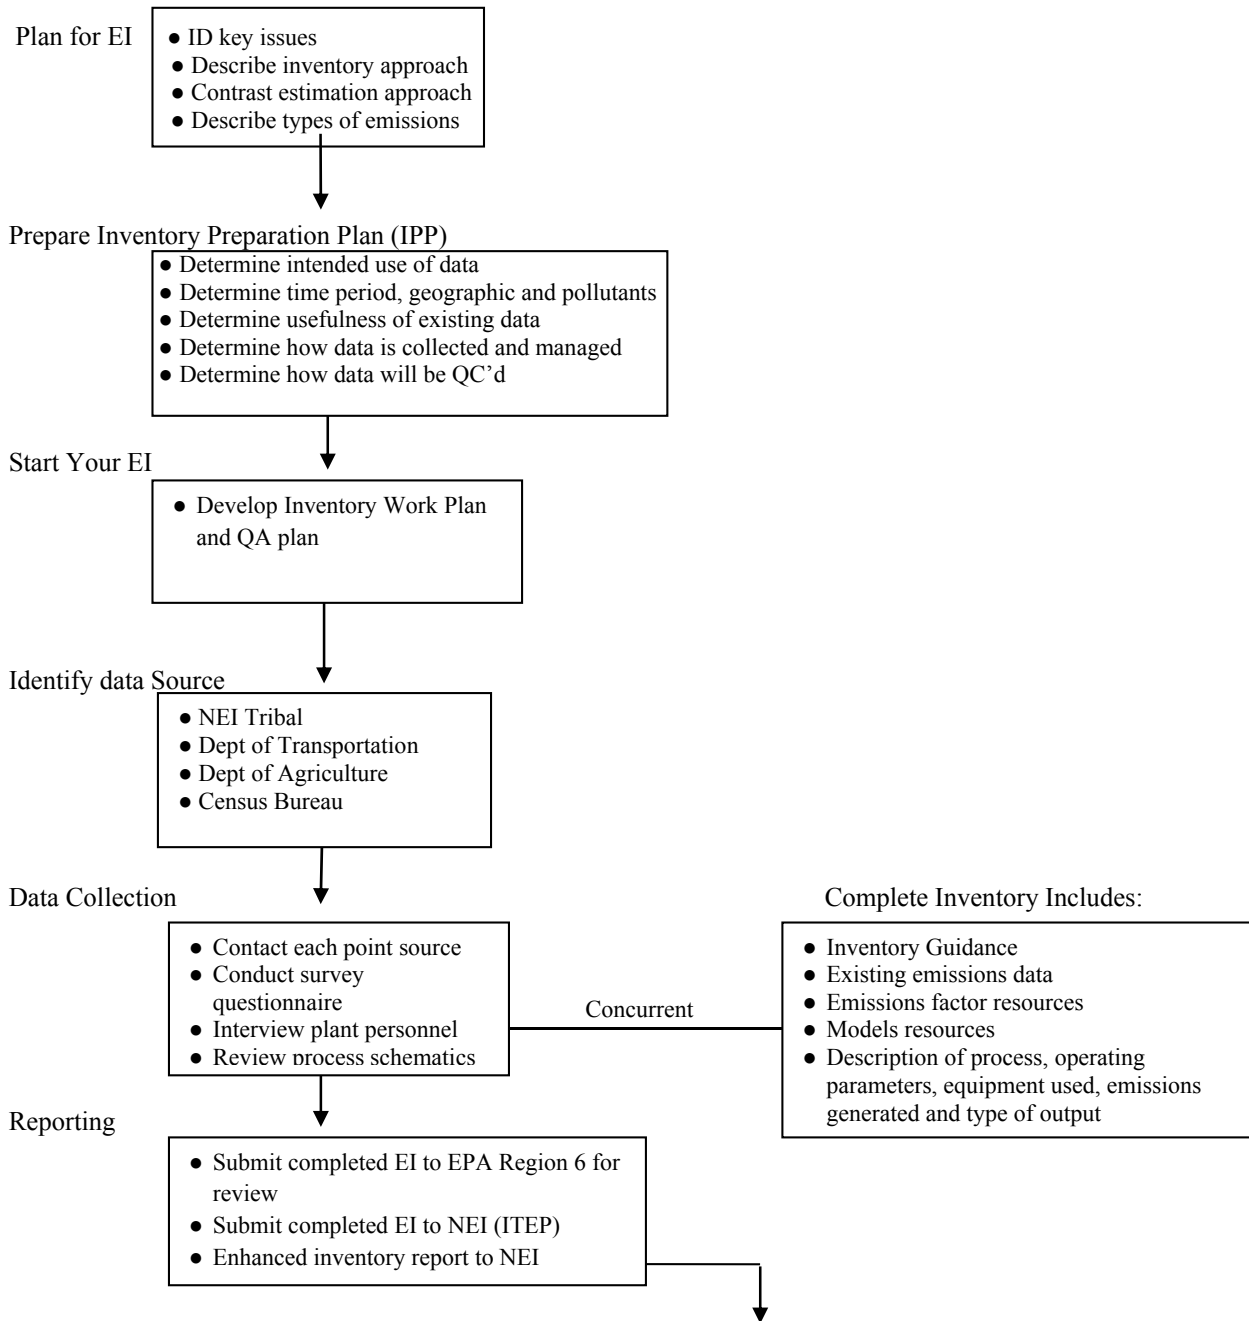 Plan for EI
● ID key issues
● Describe inventory approach
● Contrast estimation approach
● Describe types of emissions
Prepare Inventory Preparation Plan (IPP)
● Determine intended use of data
● Determine time period, geographic and pollutants
● Determine usefulness of existing data
● Determine how data is collected and managed
● Determine how data will be QC’d
Start Your EI
● Develop Inventory Work Plan
and QA plan
Identify data Source
● NEI Tribal
● Dept of Transportation
● Dept of Agriculture
● Census Bureau
Data Collection
● Contact each point source
● Conduct survey
questionnaire
● Interview plant personnel
● Review process schematics
Concurrent
Complete Inventory Includes:
● Inventory Guidance
● Existing emissions data
● Emissions factor resources
● Models resources
● Description of process, operating
parameters, equipment used, emissions
generated and type of output
Reporting
● Submit completed EI to EPA Region 6 for
review
● Submit completed EI to NEI (ITEP)
● Enhanced inventory report to NEI